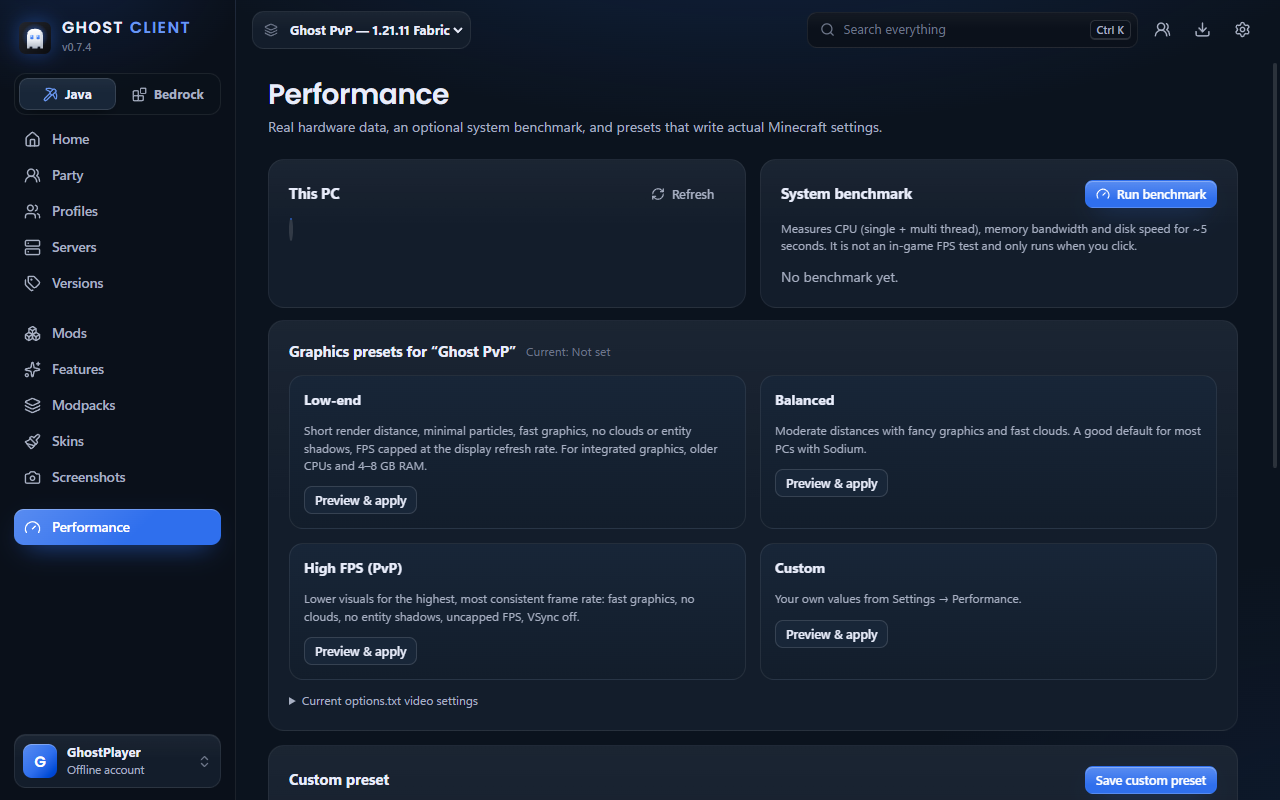 GHOST CLIENT
v0.7.4
Java
Bedrock
Home
Party
Profiles
Servers
Versions
Mods
Features
Modpacks
Skins
Screenshots
Performance
G
GhostPlayer
Offline account
Ghost PvP — 1.21.11 Fabric
Search everything
Ctrl K
Performance
Real hardware data, an optional system benchmark, and presets that write actual Minecraft settings.
This PC
Refresh
System benchmark
Run benchmark
Measures CPU (single + multi thread), memory bandwidth and disk speed for ~5
seconds. It is not an in-game FPS test and only runs when you click.
No benchmark yet.
Graphics presets for “Ghost PvP”
Current: Not set
Low-end
Short render distance, minimal particles, fast graphics, no clouds or entity
shadows, FPS capped at the display refresh rate. For integrated graphics, older
CPUs and 4–8 GB RAM.
Preview & apply
Balanced
Moderate distances with fancy graphics and fast clouds. A good default for most
PCs with Sodium.
Preview & apply
High FPS (PvP)
Lower visuals for the highest, most consistent frame rate: fast graphics, no
clouds, no entity shadows, uncapped FPS, VSync off.
Preview & apply
Custom
Your own values from Settings → Performance.
Preview & apply
Current options.txt video settings
Custom preset
Save custom preset